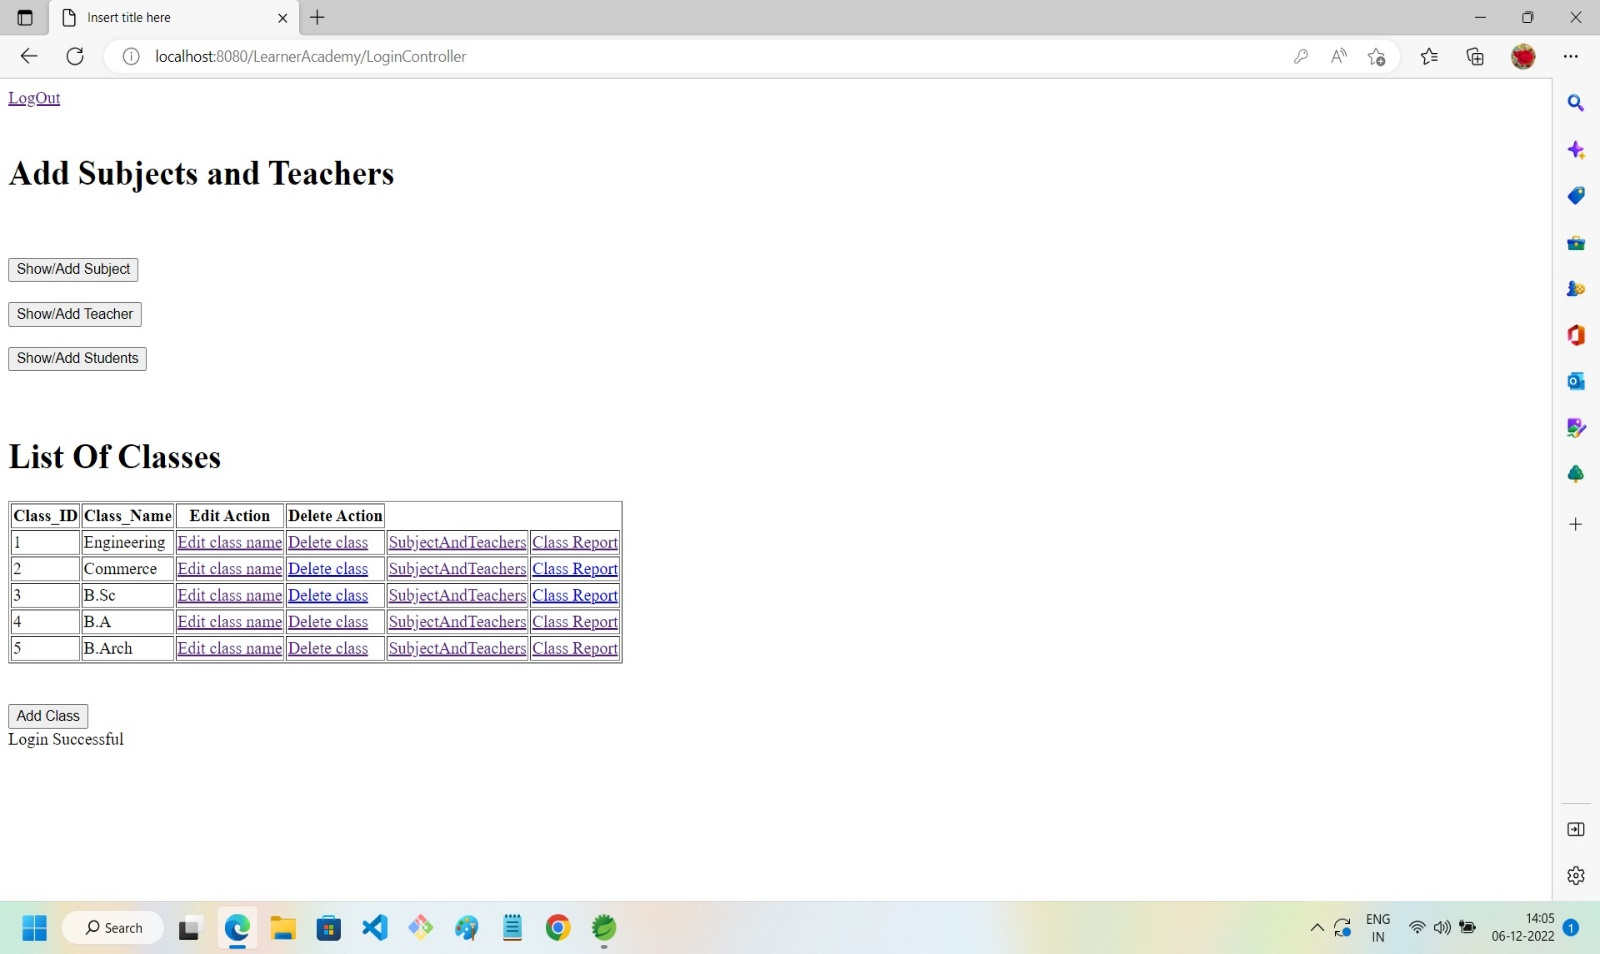 Insert title here
localhost:8080/LearnerAcademy/LoginController
LogOut
Add Subjects and Teachers
Show/Add Subject
Show/Add Teacher
Show/Add Students
List Of Classes
Class_ID Class_Name Edit Action Delete Action
1 Engineering Edit class name Delete class SubjectAndTeachers Class Report
2 Commerce Edit class name Delete class SubjectAndTeachers Class Report
3 B.Sc Edit class name Delete class SubjectAndTeachers Class Report
4 B.A Edit class name Delete class SubjectAndTeachers Class Report
5 B.Arch Edit class name Delete class SubjectAndTeachers Class Report
Add Class
Login Successful
Search
ENG
IN
14:05
06-12-2022
1